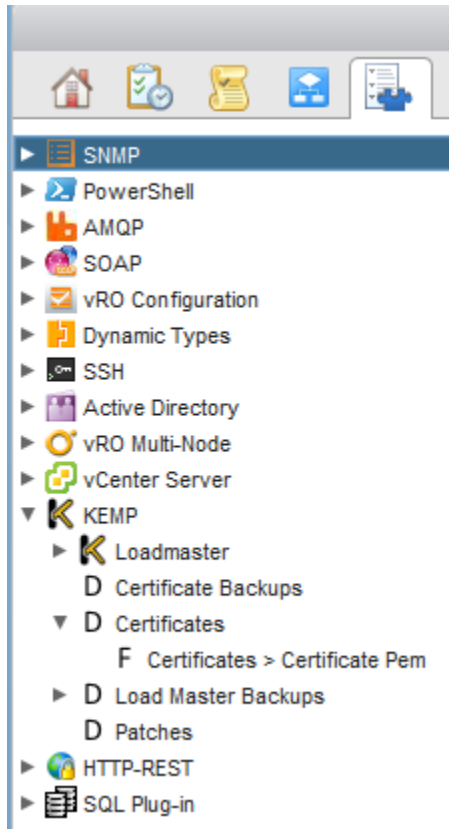 SNMP
PowerShell
AMQP
SOAP
vRO Configuration
Dynamic Types
SSH
Active Directory
vRO Multi-Node
vCenter Server
KEMP
Loadmaster
D Certificate Backups
D Certificates
F Certificates > Certificate Pem
D Load Master Backups
D Patches
HTTP-REST
SQL Plug-in